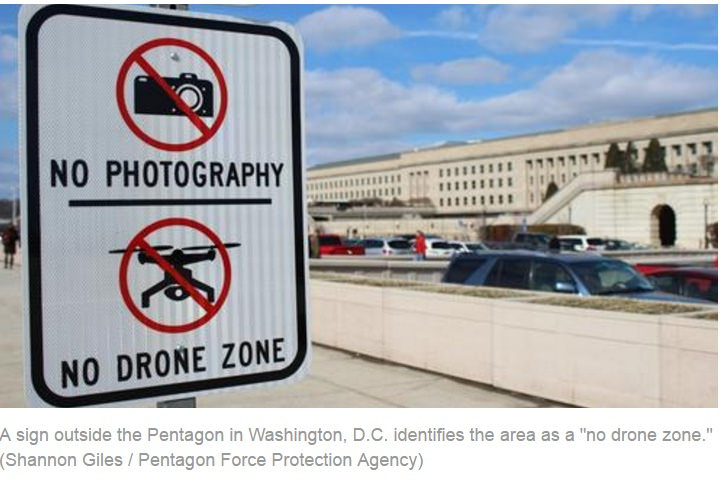 NO PHOTOGRAPHY
NO DRONE ZONE
A sign outside the Pentagon in Washington, D.C. identifies the area as a "no drone zone."
(Shannon Giles / Pentagon Force Protection Agency)